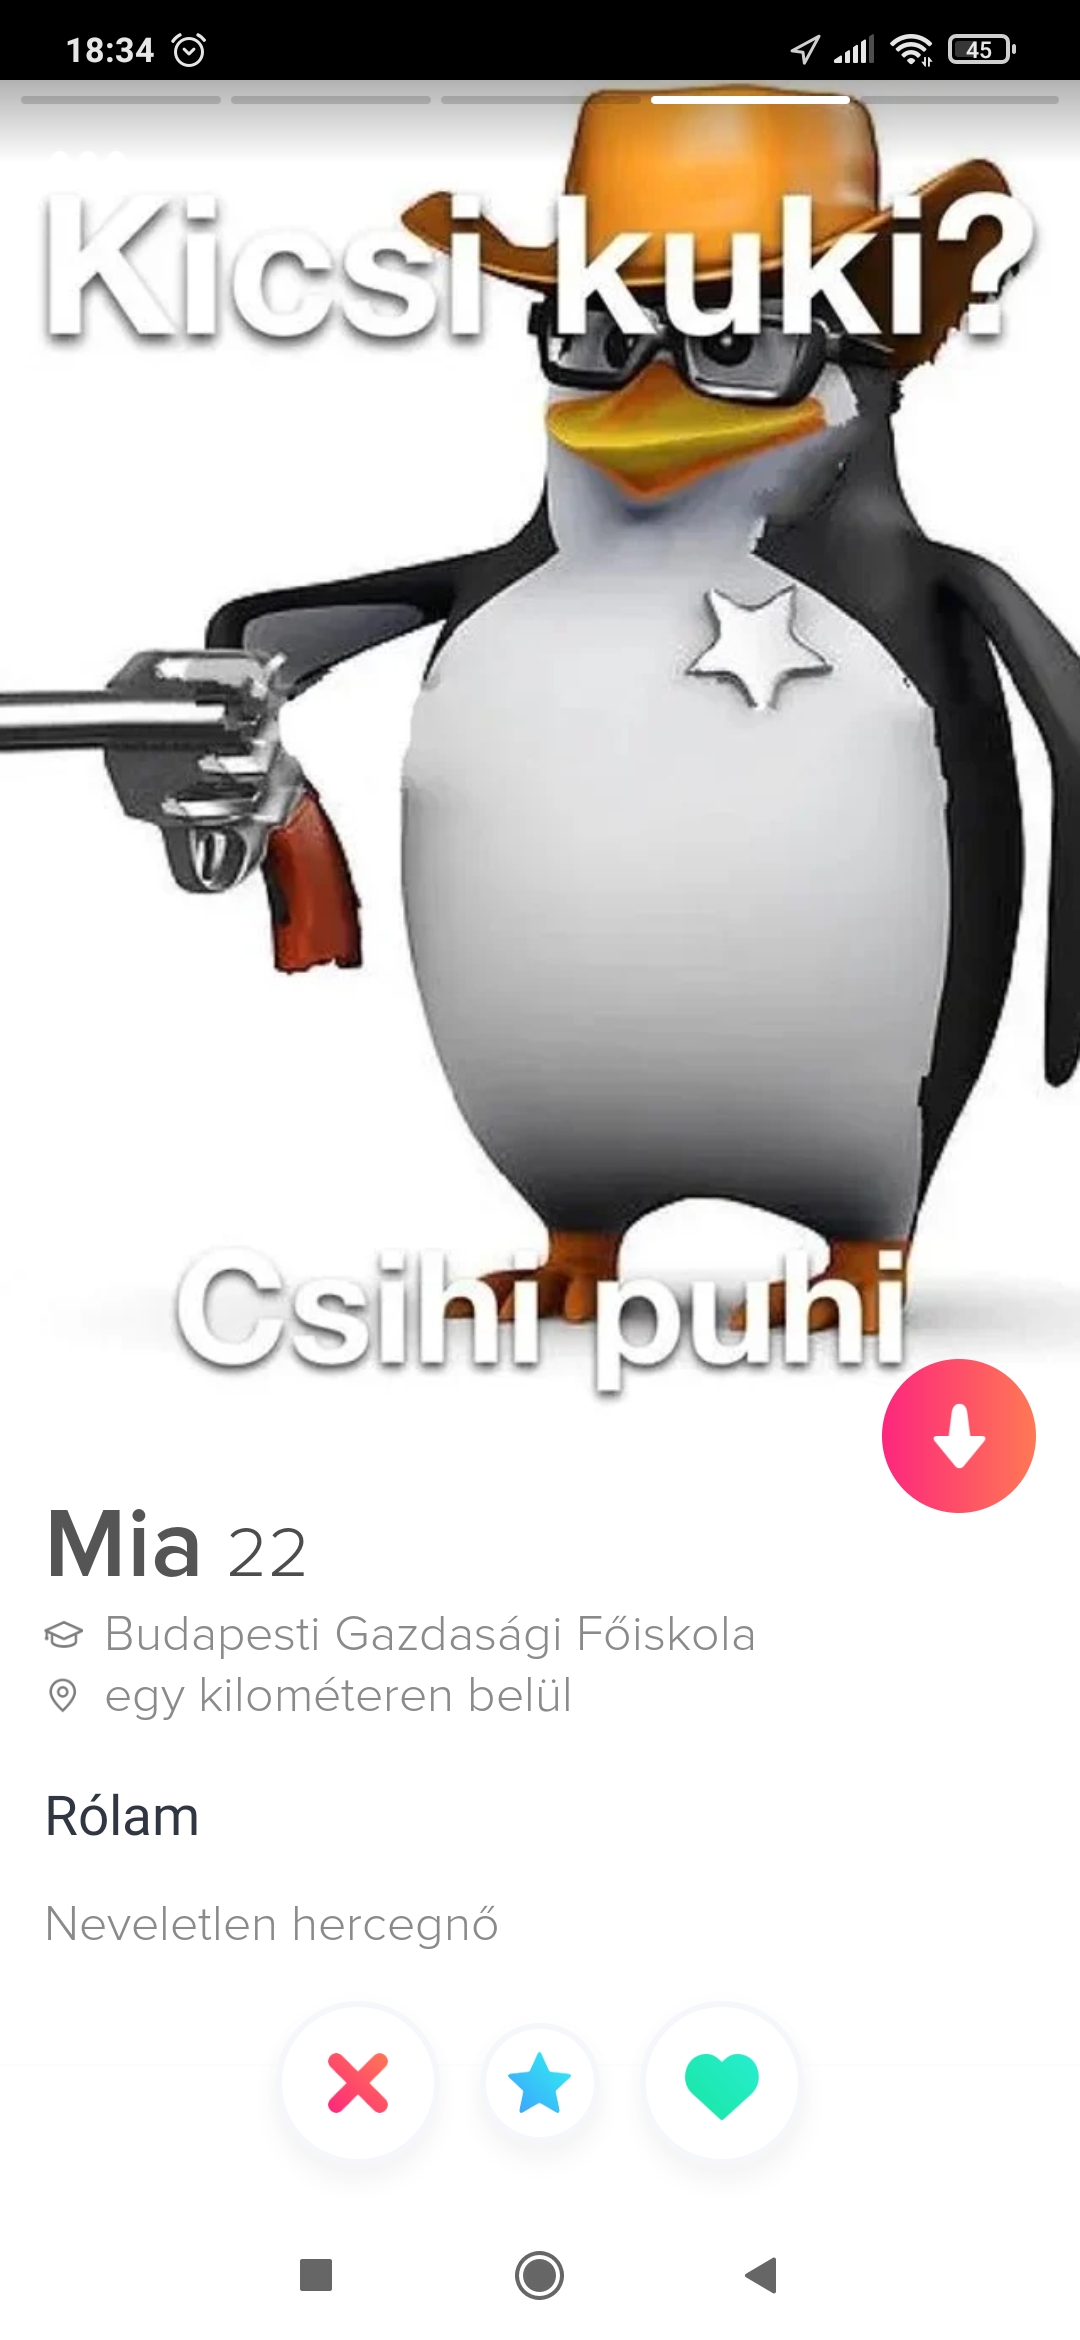 18:34
45
Kicsi kuki?
Csihi puhi
Mia 22
Budapesti Gazdasági Főiskola
egy kilométeren belül
Rólam
Neveletlen hercegnő